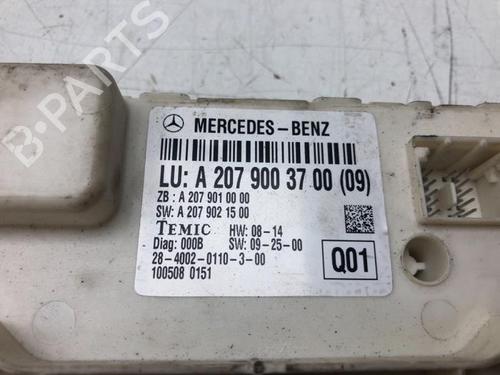 B-PARTS
MERCEDES-BENZ
LU: A 207 900 37 00 (09)
ZB : A 207 901 00 00
SW: A 207 902 15 00
TEMIC HW: 08-14
Diag: 000B SW: 09-25-00
28-4002-0110-3-00
100508 0151
Q01